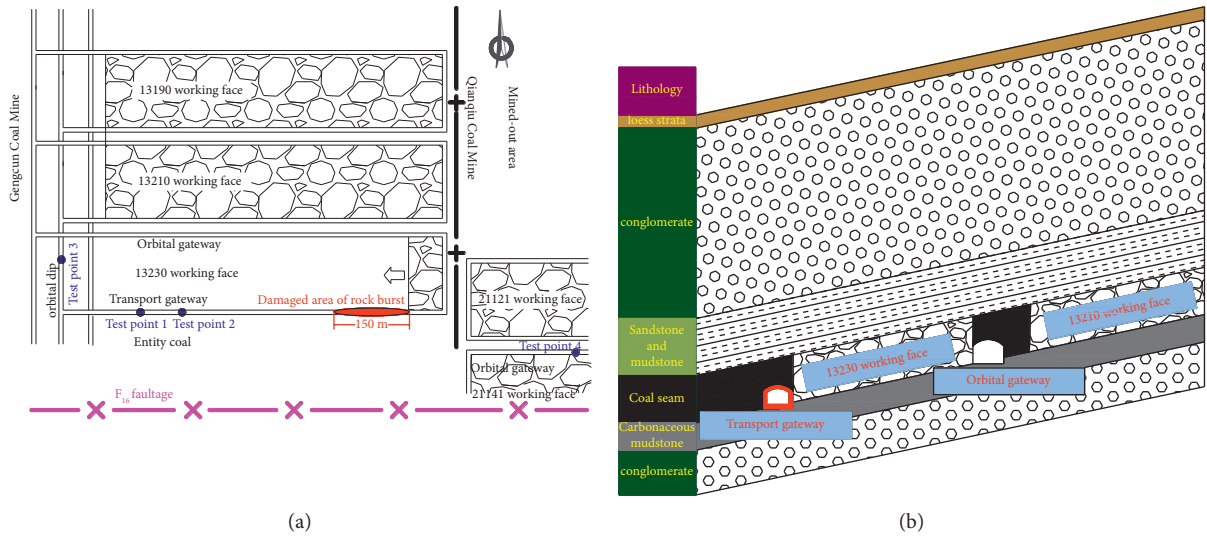 Gengcun Coal Mine
13190 working face
13210 working face
Qianqiu Coal Mine
Mined-out area
Orbital gateway
13230 working face
orbital dip
Test point 3
Transport gateway
Test point 1
Test point 2
Entity coal
Damaged area of rock burst
150 m
21121 working face
Test point 4
Orbital gateway
21141 working face
F16 faultage
(a)
Lithology
loess strata
conglomerate
Sandstone
and
mudstone
Coal seam
Carbonaceous
mudstone
conglomerate
13210 working face
13230 working face
Orbital gateway
Transport gateway
(b)